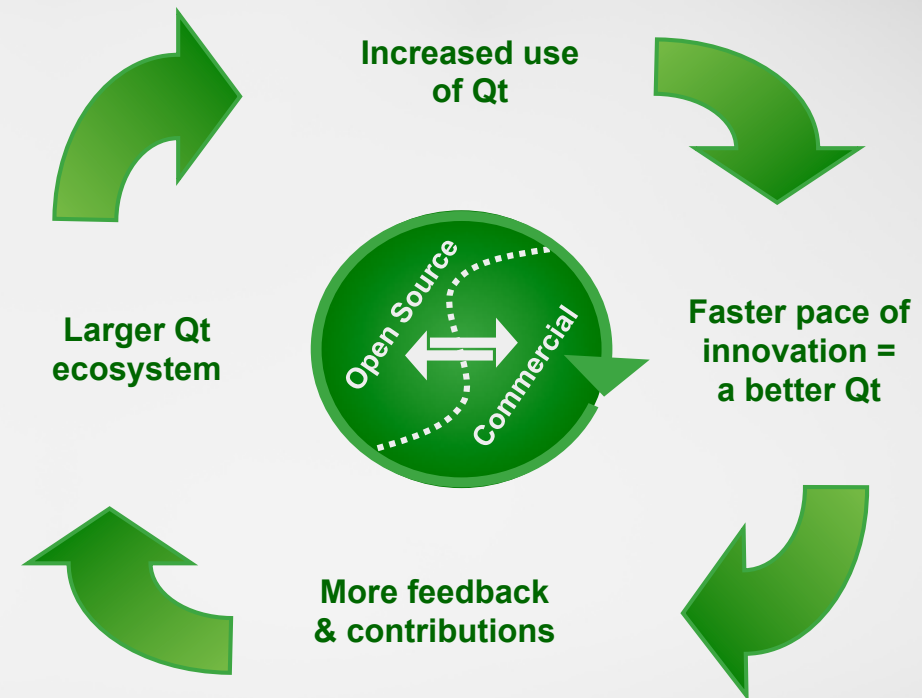 Increased use
of Qt
Open Source
Commercial
Larger Qt
ecosystem
Faster pace of
innovation =
a better Qt
More feedback
& contributions